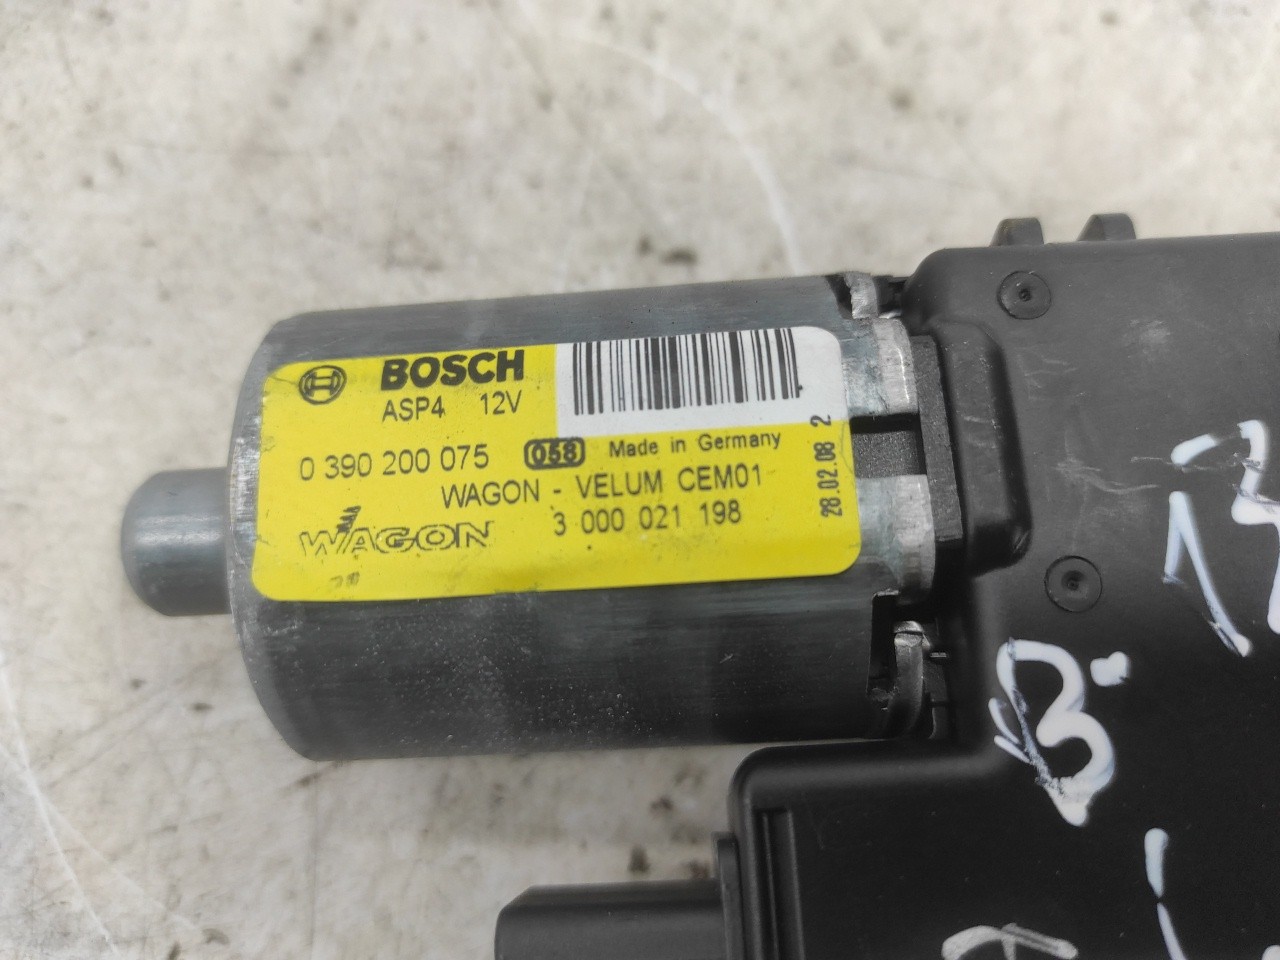 BOSCH
ASP4 12V
0 390 200 075 058 Made in Germany
WAGON - VELUM CEM01
WAGON 3 000 021 198
28.02.08 2
B.